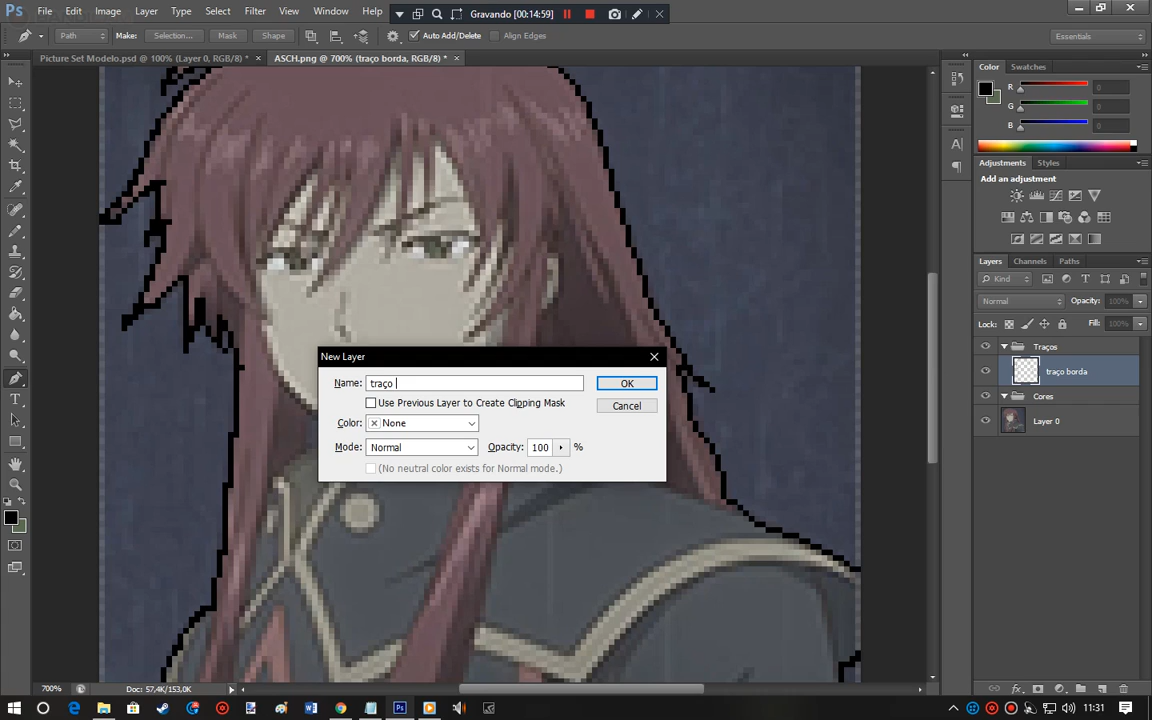 Ps File Edit Image Layer Type Select Filter View Window Help Gravando [00:14:59]
Path Make: Selection... Mask Shape Auto Add/Delete Align Edges Essentials
Picture Set Modelo.psd @ 100% (Layer 0, RGB/8) * × ASCH.png @ 700% (traço borda, RGB/8) * ×
Color Swatches
R 0
G 0
B 0
Adjustments Styles
Add an adjustment
Layers Channels Paths
Kind
Normal Opacity: 100%
Lock: Fill: 100%
Traços
traço borda
Cores
Layer 0
New Layer
Name: traço OK
Use Previous Layer to Create Clipping Mask
Cancel
Color: None
Mode: Normal Opacity: 100 %
(No neutral color exists for Normal mode.)
700% Doc: 57,4K/153,0K
11:31